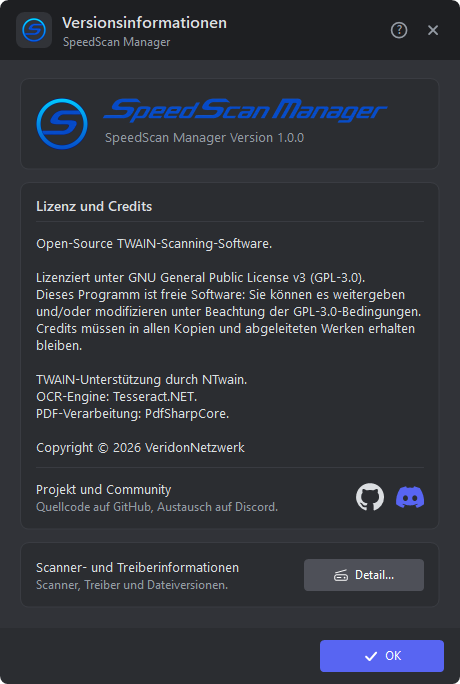 Versionsinformationen
SpeedScan Manager
SpeedScan Manager
SpeedScan Manager Version 1.0.0
Lizenz und Credits
Open-Source TWAIN-Scanning-Software.
Lizenziert unter GNU General Public License v3 (GPL-3.0).
Dieses Programm ist freie Software: Sie können es weitergeben
und/oder modifizieren unter Beachtung der GPL-3.0-Bedingungen.
Credits müssen in allen Kopien und abgeleiteten Werken erhalten
bleiben.
TWAIN-Unterstützung durch NTwain.
OCR-Engine: Tesseract.NET.
PDF-Verarbeitung: PdfSharpCore.
Copyright © 2026 VeridonNetzwerk
Projekt und Community
Quellcode auf GitHub, Austausch auf Discord.
Scanner- und Treiberinformationen
Scanner, Treiber und Dateiversionen.
Detail...
OK